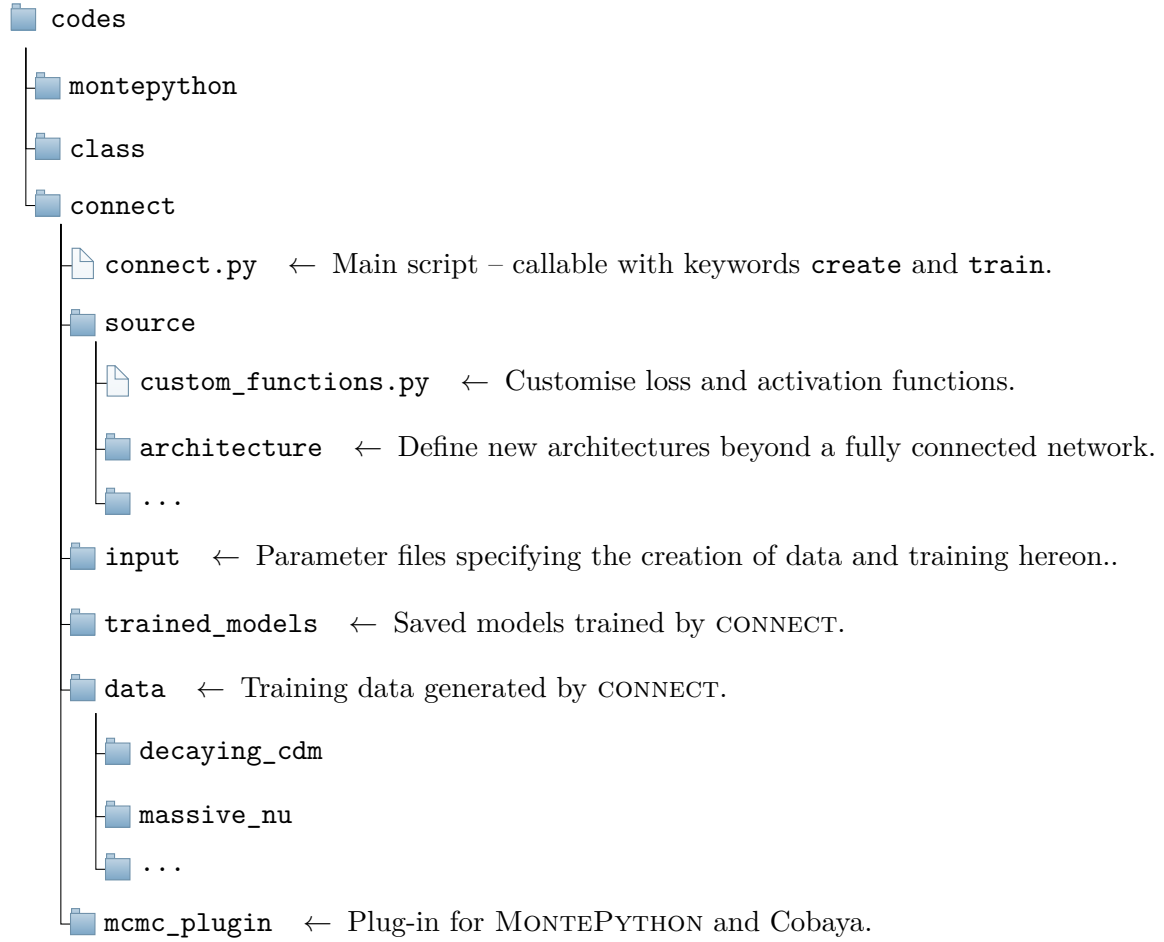 codes
montepython
class
connect
connect.py ← Main script – callable with keywords create and train.
source
custom_functions.py ← Customise loss and activation functions.
architecture ← Define new architectures beyond a fully connected network.
...
input ← Parameter files specifying the creation of data and training hereon..
trained_models ← Saved models trained by CONNECT.
data ← Training data generated by CONNECT.
decaying_cdm
massive_nu
...
mcmc_plugin ← Plug-in for MONTEPYTHON and Cobaya.